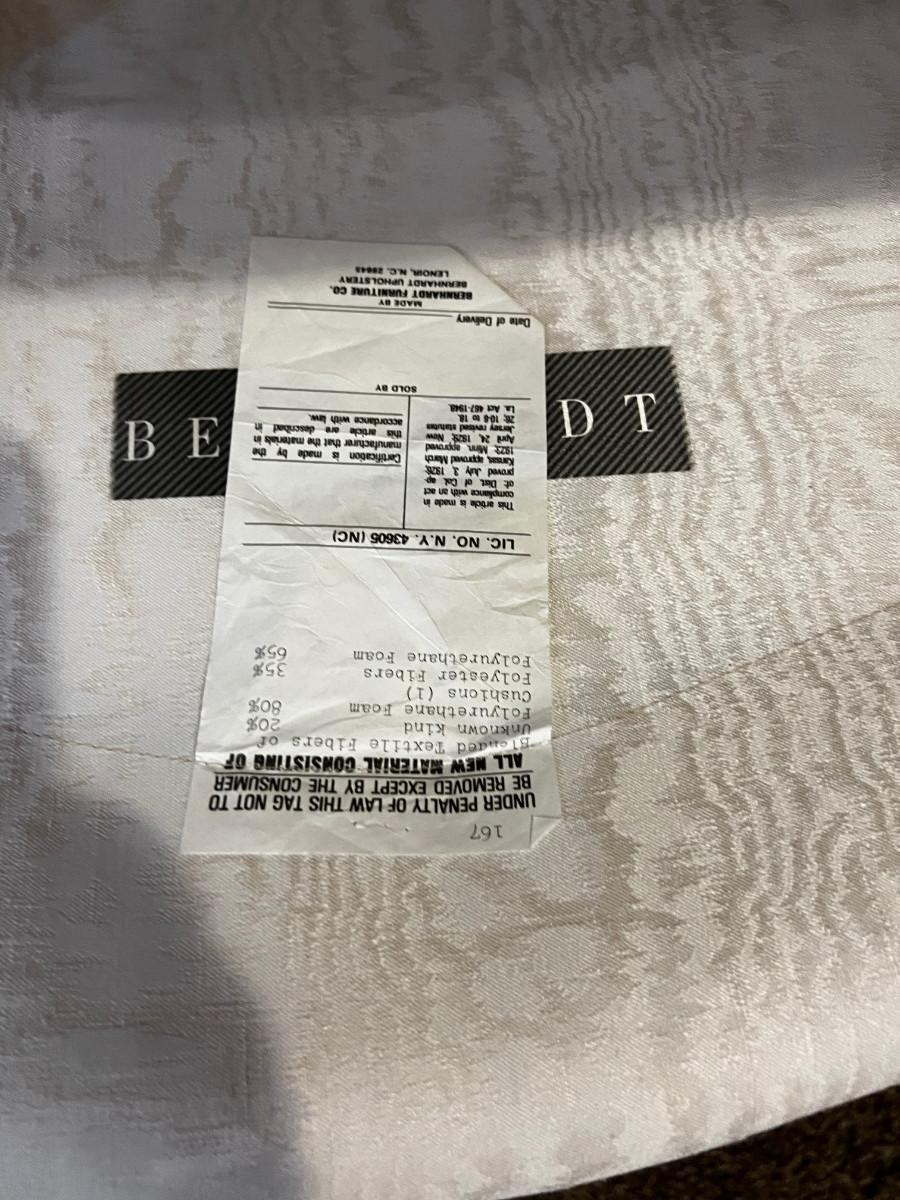 167
UNDER PENALTY OF LAW THIS TAG NOT TO
BE REMOVED EXCEPT BY THE CONSUMER
ALL NEW MATERIAL CONSISTING OF
Blended Textile Fibers of
Unknown Kind 20%
Polyurethane Foam 80%
Cushions (1)
Polyester Fibers 35%
Polyurethane Foam 65%
LIC. NO. N.Y. 43605 (NC)
This article is made in
compliance with an act
of Dist. of Col. ap-
proved July 3, 1926;
Kansas, approved March
1923; Minn. approved
April 24, 1929; New
Jersey revised statutes
26; 10-6 to 18.
La. Act 467-1948.
Certification is made by the
manufacturer that the materials in
this article are described in
accordance with law.
SOLD BY
Date of Delivery
MADE BY
BERNHARDT FURNITURE CO.
BERNHARDT UPHOLSTERY
LENOIR, N.C. 28645
BE DT